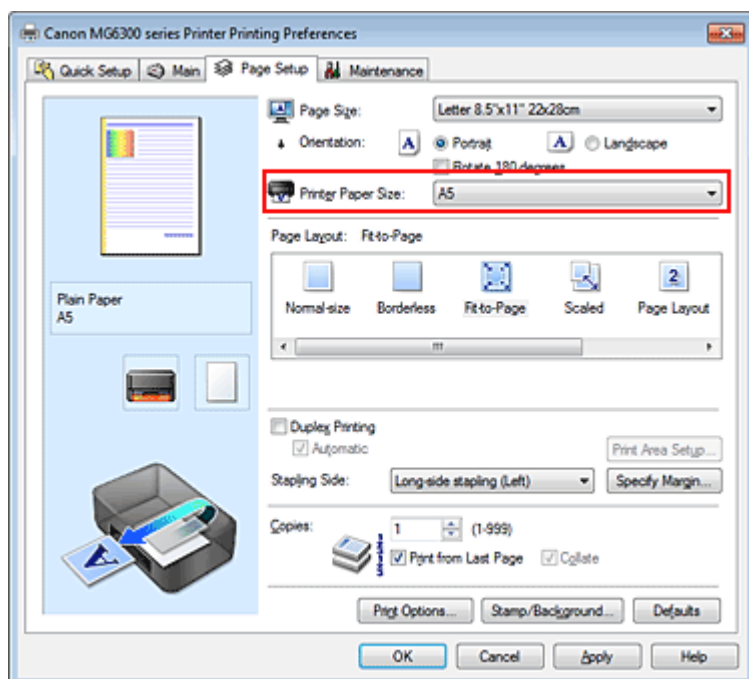 Canon MG6300 series Printer Printing Preferences
Quick Setup Main Page Setup Maintenance
Page Size: Letter 8.5"x11" 22x28cm
Orientation: A Portrait A Landscape
Rotate 180 degrees
Printer Paper Size: A5
Page Layout: Fit-to-Page
Normal-size Borderless Fit-to-Page Scaled Page Layout
2
Plain Paper
A5
Duplex Printing
Automatic
Print Area Setup...
Stapling Side: Long-side stapling (Left) Specify Margin...
Copies: 1 (1-999)
Print from Last Page Collate
A
Print Options... Stamp/Background... Defaults
OK Cancel Apply Help